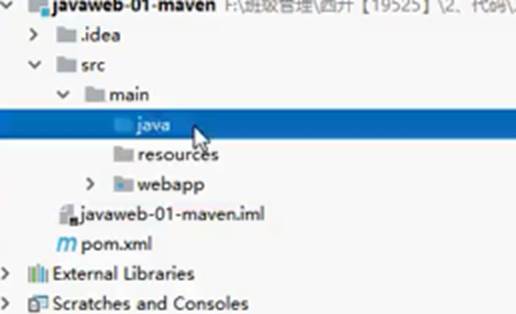 javaweb-01-maven F:\班级管理\西开【19525】\2、代码\
.idea
src
main
java
resources
webapp
javaweb-01-maven.iml
pom.xml
External Libraries
Scratches and Consoles